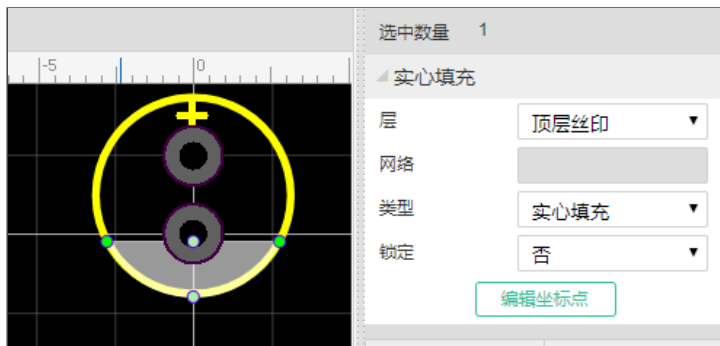 -5
0
+
选中数量 1
实心填充
层 顶层丝印
网络
类型 实心填充
锁定 否
编辑坐标点